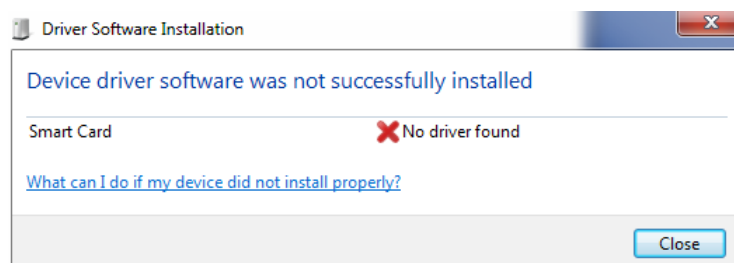 Driver Software Installation
Device driver software was not successfully installed
Smart Card No driver found
What can I do if my device did not install properly?
Close